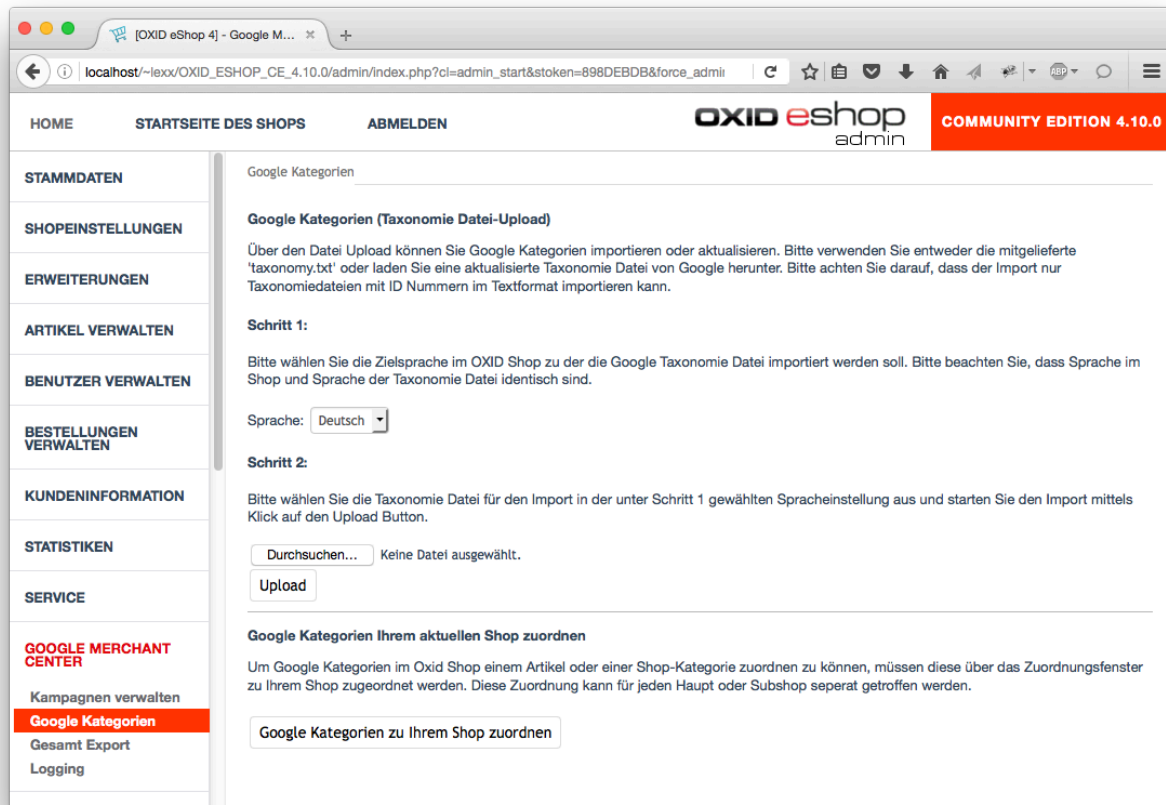 [OXID eShop 4] - Google M...
localhost/~lexx/OXID_ESHOP_CE_4.10.0/admin/index.php?cl=admin_start&stoken=898DEBDB&force_admin
ABP
HOME STARTSEITE DES SHOPS ABMELDEN
OXID eshop
admin
COMMUNITY EDITION 4.10.0
STAMMDATEN
SHOPEINSTELLUNGEN
ERWEITERUNGEN
ARTIKEL VERWALTEN
BENUTZER VERWALTEN
BESTELLUNGEN
VERWALTEN
KUNDENINFORMATION
STATISTIKEN
SERVICE
GOOGLE MERCHANT
CENTER
Kampagnen verwalten
Google Kategorien
Gesamt Export
Logging
Google Kategorien
Google Kategorien (Taxonomie Datei-Upload)
Über den Datei Upload können Sie Google Kategorien importieren oder aktualisieren. Bitte verwenden Sie entweder die mitgelieferte
'taxonomy.txt' oder laden Sie eine aktualisierte Taxonomie Datei von Google herunter. Bitte achten Sie darauf, dass der Import nur
Taxonomiedateien mit ID Nummern im Textformat importieren kann.
Schritt 1:
Bitte wählen Sie die Zielsprache im OXID Shop zu der die Google Taxonomie Datei importiert werden soll. Bitte beachten Sie, dass Sprache im
Shop und Sprache der Taxonomie Datei identisch sind.
Sprache: Deutsch
Schritt 2:
Bitte wählen Sie die Taxonomie Datei für den Import in der unter Schritt 1 gewählten Spracheinstellung aus und starten Sie den Import mittels
Klick auf den Upload Button.
Durchsuchen... Keine Datei ausgewählt.
Upload
Google Kategorien Ihrem aktuellen Shop zuordnen
Um Google Kategorien im Oxid Shop einem Artikel oder einer Shop-Kategorie zuordnen zu können, müssen diese über das Zuordnungsfenster
zu Ihrem Shop zugeordnet werden. Diese Zuordnung kann für jeden Haupt oder Subshop seperat getroffen werden.
Google Kategorien zu Ihrem Shop zuordnen